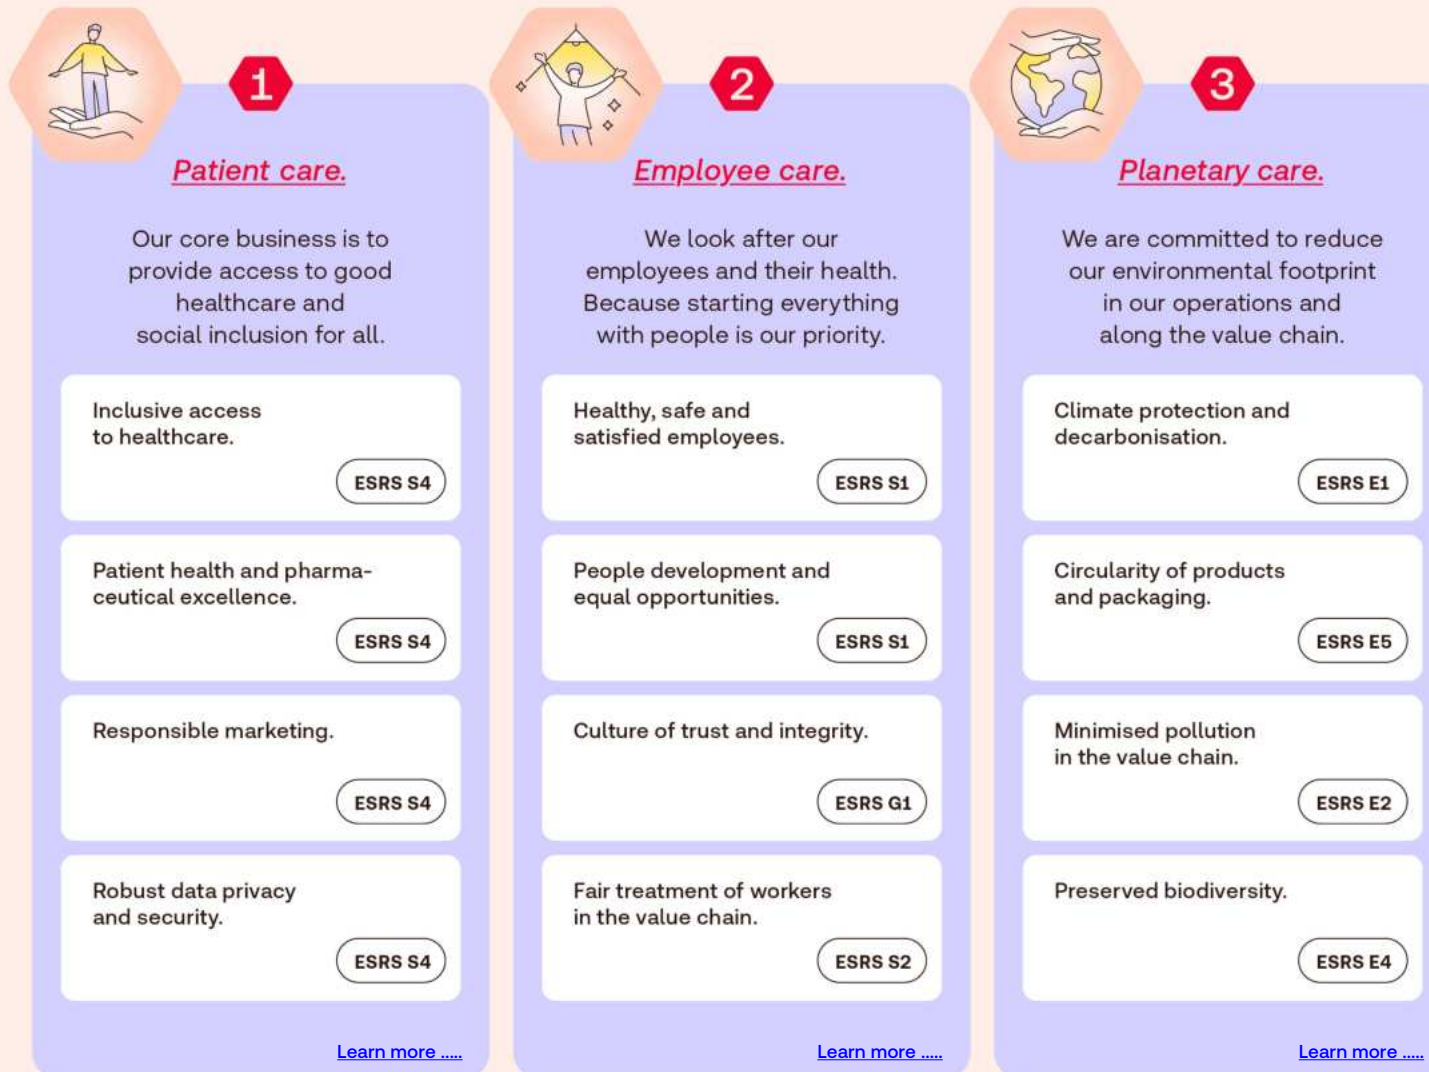 1
Patient care.
Our core business is to
provide access to good
healthcare and
social inclusion for all.
Inclusive access
to healthcare.
ESRS S4
Patient health and pharma-
ceutical excellence.
ESRS S4
Responsible marketing.
ESRS S4
Robust data privacy
and security.
ESRS S4
Learn more .....
2
Employee care.
We look after our
employees and their health.
Because starting everything
with people is our priority.
Healthy, safe and
satisfied employees.
ESRS S1
People development and
equal opportunities.
ESRS S1
Culture of trust and integrity.
ESRS G1
Fair treatment of workers
in the value chain.
ESRS S2
Learn more .....
3
Planetary care.
We are committed to reduce
our environmental footprint
in our operations and
along the value chain.
Climate protection and
decarbonisation.
ESRS E1
Circularity of products
and packaging.
ESRS E5
Minimised pollution
in the value chain.
ESRS E2
Preserved biodiversity.
ESRS E4
Learn more .....